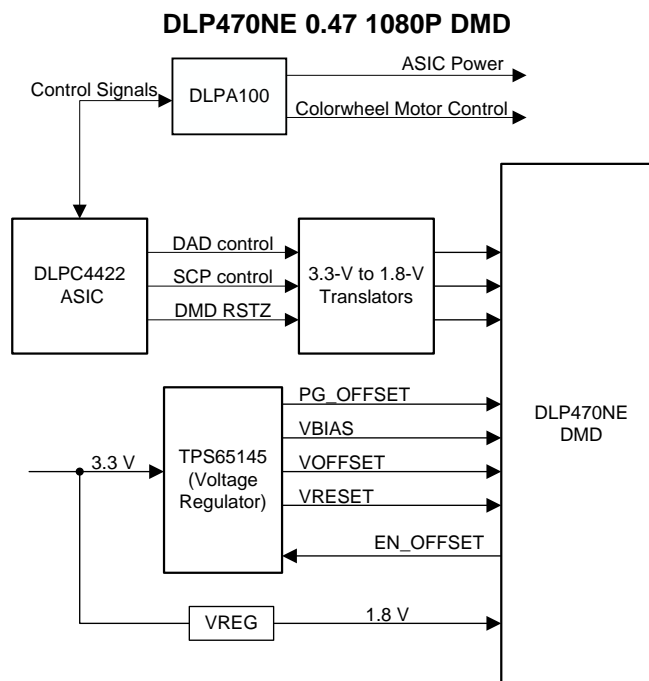 DLP470NE 0.47 1080P DMD
ASIC Power
Control Signals
DLPA100
Colorwheel Motor Control
DLPC4422
ASIC
DAD control
SCP control
DMD RSTZ
3.3-V to 1.8-V
Translators
DLP470NE
DMD
3.3 V
TPS65145
(Voltage
Regulator)
PG_OFFSET
VBIAS
VOFFSET
VRESET
EN_OFFSET
VREG
1.8 V